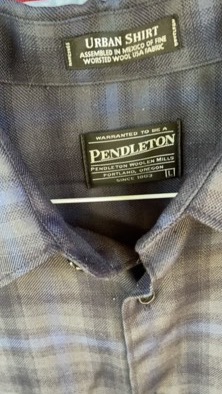 URBAN SHIRT
ASSEMBLED IN MEXICO OF FINE
WORSTED WOOL USA FABRIC
WARRANTED TO BE A
PENDLETON
PENDLETON WOOLEN MILLS
PORTLAND, OREGON
SINCE 1863
L